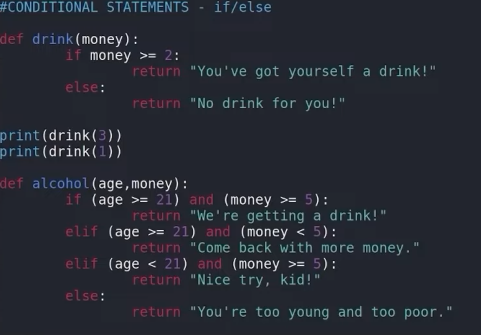 #CONDITIONAL STATEMENTS - if/else
def drink(money):
if money >= 2:
return "You've got yourself a drink!"
else:
return "No drink for you!"
print(drink(3))
print(drink(1))
def alcohol(age,money):
if (age >= 21) and (money >= 5):
return "We're getting a drink!"
elif (age >= 21) and (money < 5):
return "Come back with more money."
elif (age < 21) and (money >= 5):
return "Nice try, kid!"
else:
return "You're too young and too poor."